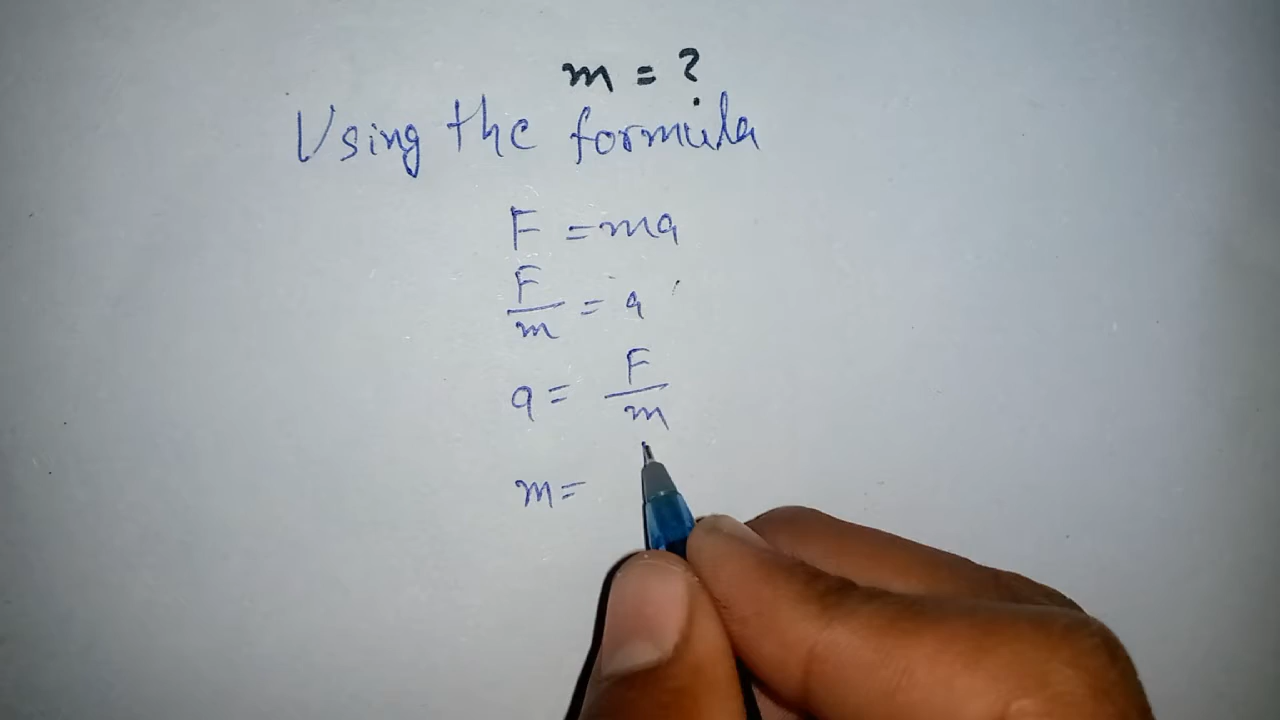 m = ?
Using the formula
F = ma
F/m = a
a = F/m
m =